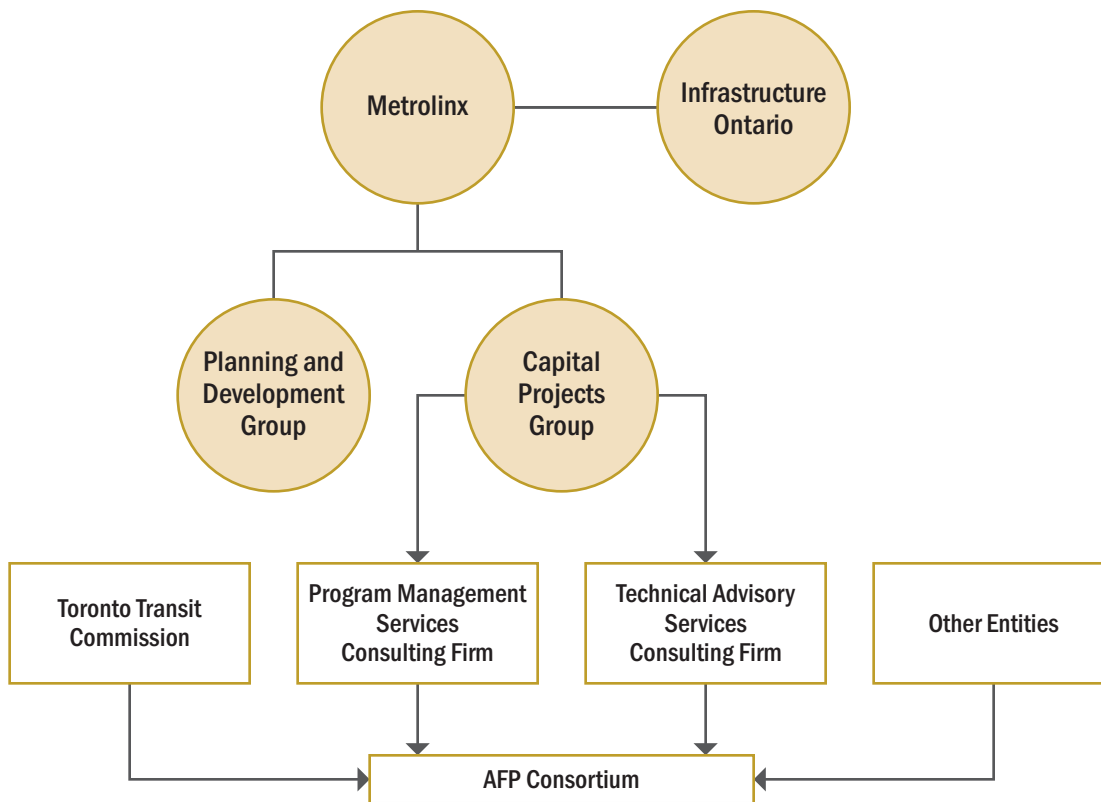 Metrolinx
Infrastructure
Ontario
Planning and
Development
Group
Capital
Projects
Group
Toronto Transit
Commission
Program Management
Services
Consulting Firm
Technical Advisory
Services
Consulting Firm
Other Entities
AFP Consortium